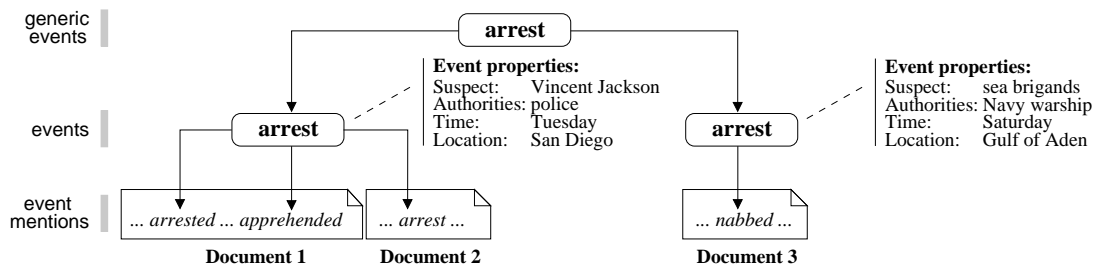 generic
events
arrest
Event properties:
Suspect: Vincent Jackson
Authorities: police
Time: Tuesday
Location: San Diego
Event properties:
Suspect: sea brigands
Authorities: Navy warship
Time: Saturday
Location: Gulf of Aden
events
arrest
arrest
event
mentions
... arrested ... apprehended
... arrest ...
... nabbed ...
Document 1
Document 2
Document 3